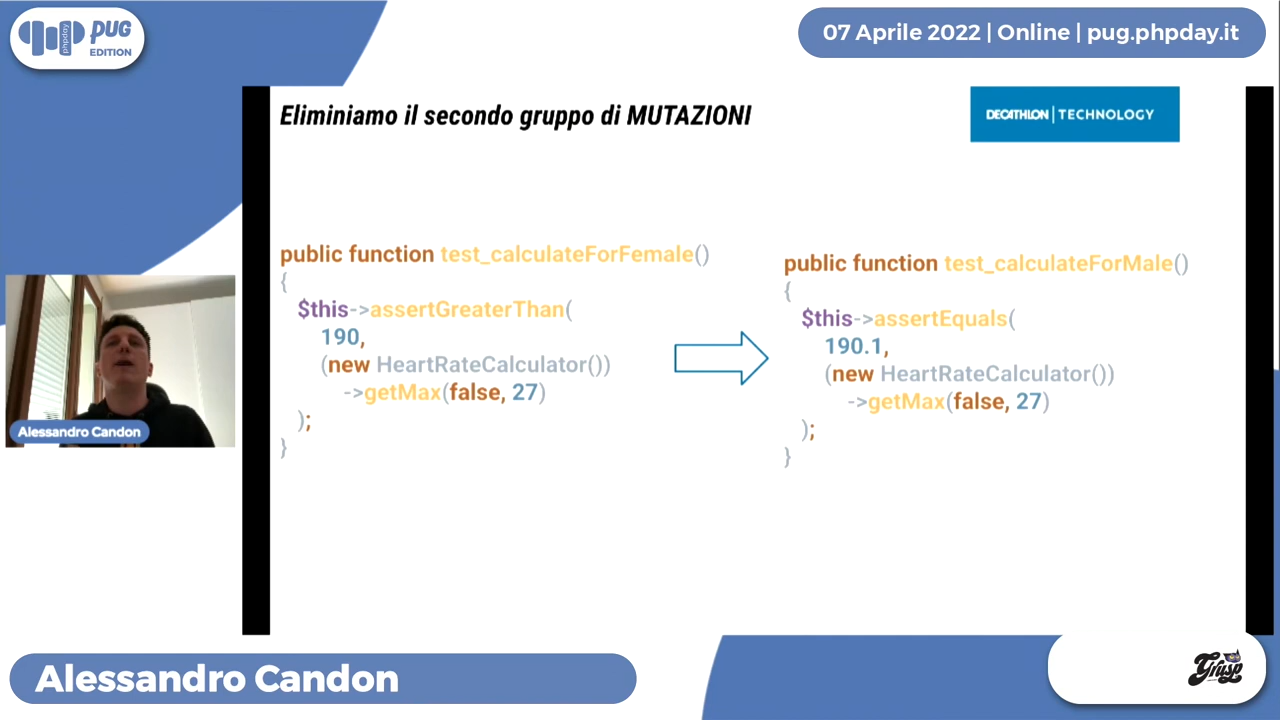 phpday
PUG
EDITION
07 Aprile 2022 | Online | pug.phpday.it
Eliminiamo il secondo gruppo di MUTAZIONI
DECATHLON | TECHNOLOGY
public function test_calculateForFemale()
{
$this->assertGreaterThan(
190,
(new HeartRateCalculator())
->getMax(false, 27)
);
}
public function test_calculateForMale()
{
$this->assertEquals(
190.1,
(new HeartRateCalculator())
->getMax(false, 27)
);
}
Alessandro Candon
Alessandro Candon
Grusp